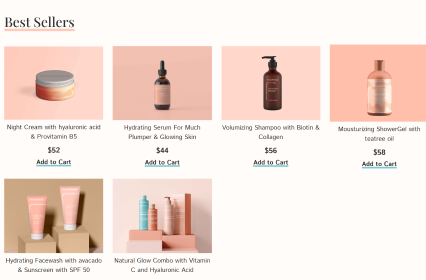 Best Sellers
Night Cream with hyaluronic acid
& Provitamin B5
$52
Add to Cart
Hydrating Serum For Much
Plumper & Glowing Skin
$44
Add to Cart
Volumizing Shampoo with Biotin &
Collagen
$56
Add to Cart
Mousturizing ShowerGel with
teatree oil
$58
Add to Cart
Hydrating Facewash with avocado
& Sunscreen with SPF 50
Natural Glow Combo with Vitamin
C and Hyaluronic Acid